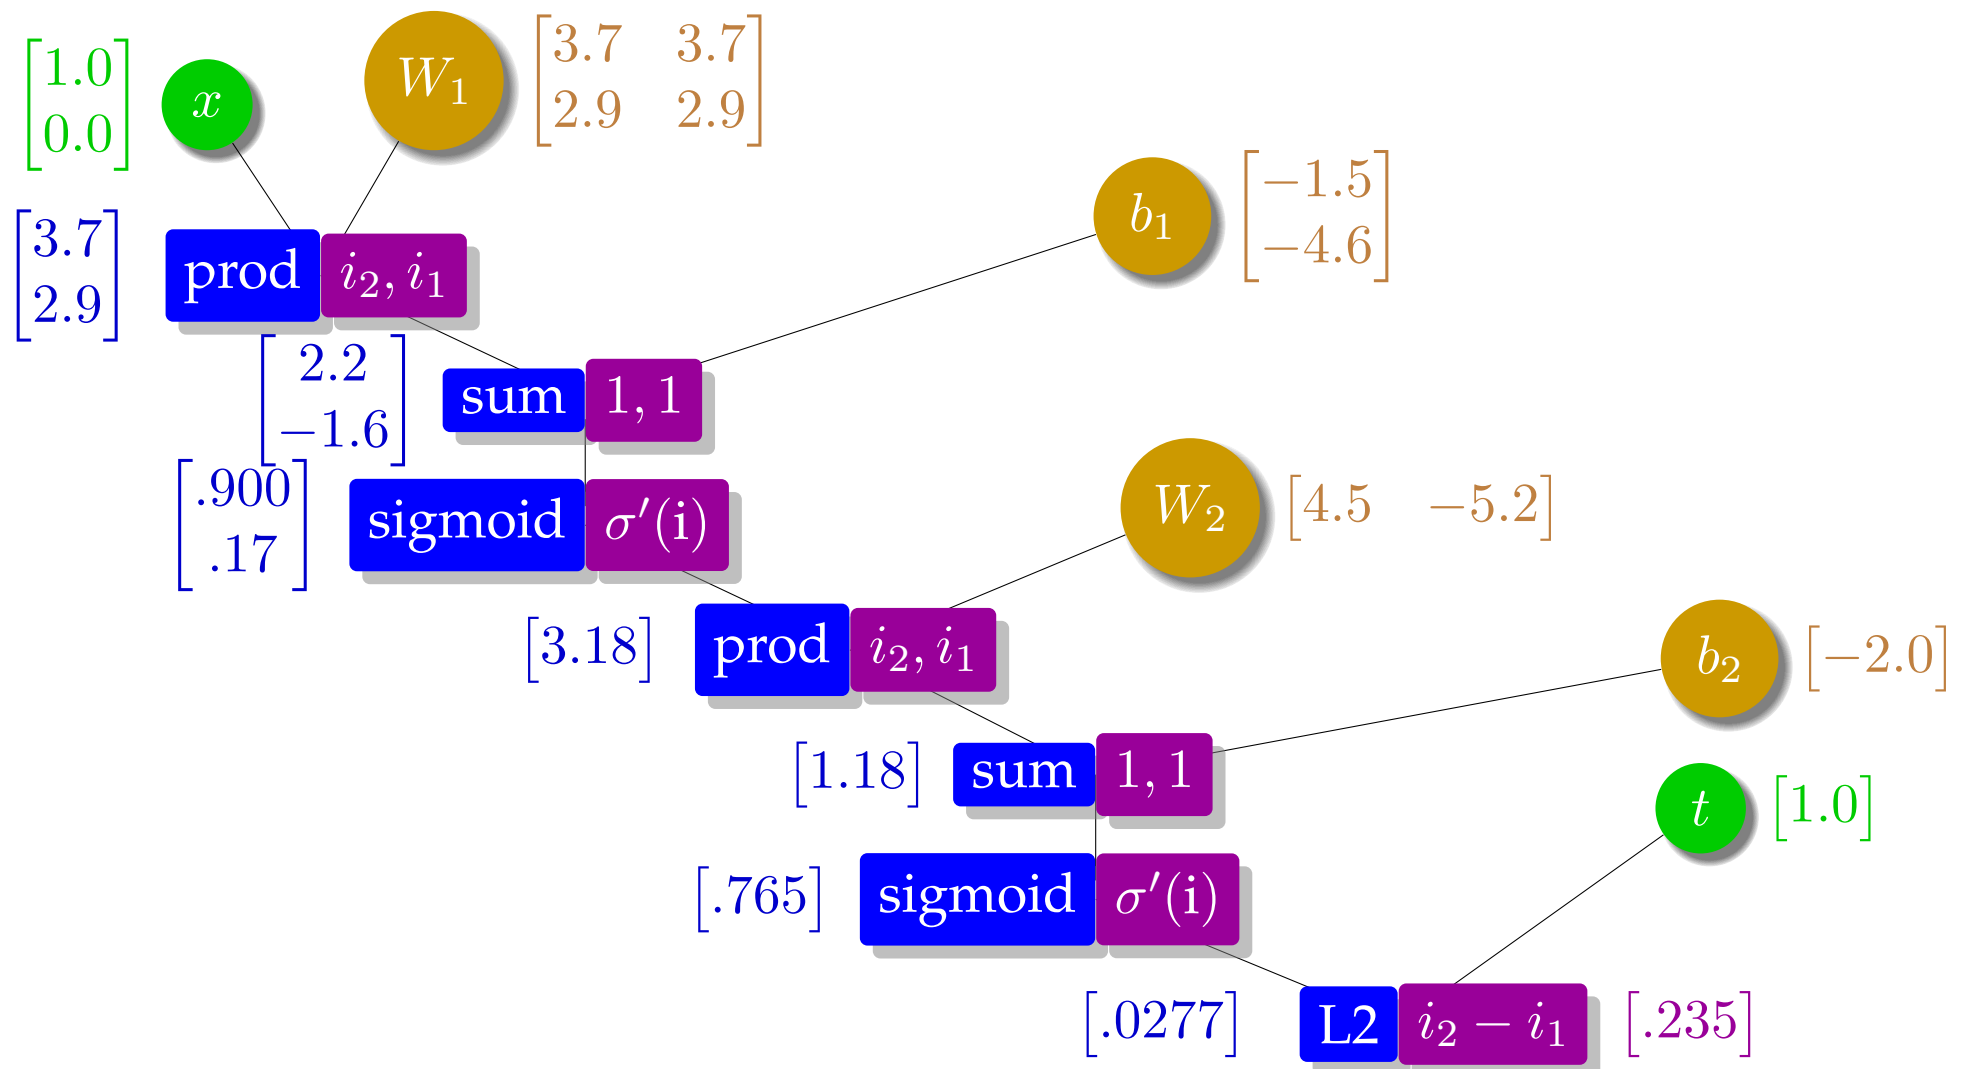 [1.0
0.0]
x
W₁
[3.7 3.7
2.9 2.9]
b₁
[−1.5
−4.6]
[3.7
2.9]
prod i₂, i₁
[2.2
−1.6]
sum 1, 1
[.900
.17]
sigmoid σ′(i)
W₂
[4.5 −5.2]
[3.18]
prod i₂, i₁
b₂
[−2.0]
[1.18]
sum 1, 1
t
[1.0]
[.765]
sigmoid σ′(i)
[.0277]
L2 i₂ − i₁
[.235]